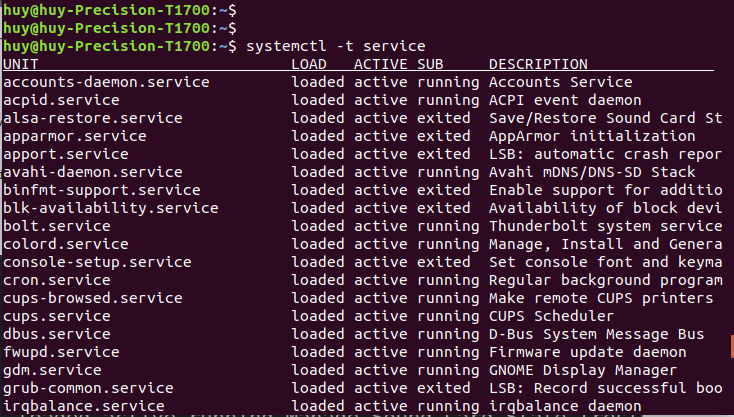 huy@huy-Precision-T1700:~$
huy@huy-Precision-T1700:~$
huy@huy-Precision-T1700:~$ systemctl -t service
UNIT LOAD ACTIVE SUB DESCRIPTION
accounts-daemon.service loaded active running Accounts Service
acpid.service loaded active running ACPI event daemon
alsa-restore.service loaded active exited Save/Restore Sound Card St
apparmor.service loaded active exited AppArmor initialization
apport.service loaded active exited LSB: automatic crash repor
avahi-daemon.service loaded active running Avahi mDNS/DNS-SD Stack
binfmt-support.service loaded active exited Enable support for additio
blk-availability.service loaded active exited Availability of block devi
bolt.service loaded active running Thunderbolt system service
colord.service loaded active running Manage, Install and Genera
console-setup.service loaded active exited Set console font and keyma
cron.service loaded active running Regular background program
cups-browsed.service loaded active running Make remote CUPS printers
cups.service loaded active running CUPS Scheduler
dbus.service loaded active running D-Bus System Message Bus
fwupd.service loaded active running Firmware update daemon
gdm.service loaded active running GNOME Display Manager
grub-common.service loaded active exited LSB: Record successful boo
irqbalance.service loaded active running irqbalance daemon